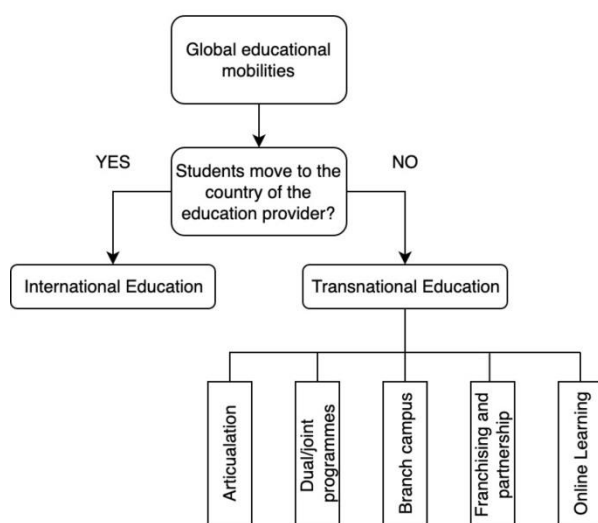 Global educational
mobilities
YES
NO
Students move to the
country of the
education provider?
International Education
Transnational Education
Articualation
Dual/joint
programmes
Branch campus
Franchising and
partnership
Online Learning